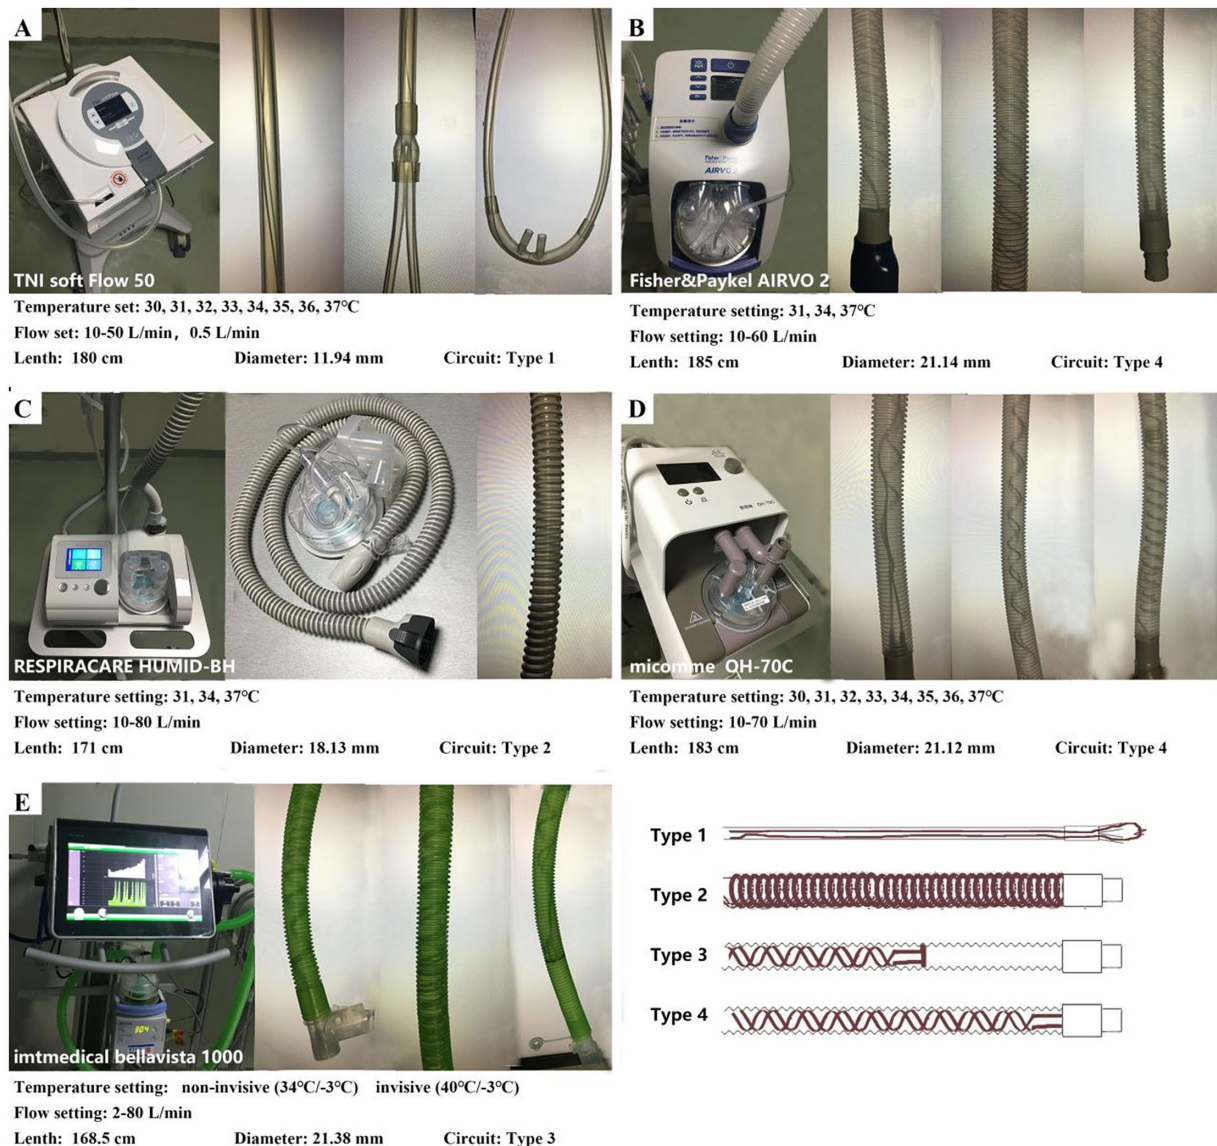 A
TNI soft Flow 50
Temperature set: 30, 31, 32, 33, 34, 35, 36, 37℃
Flow set: 10-50 L/min, 0.5 L/min
Lenth: 180 cm Diameter: 11.94 mm Circuit: Type 1
B
Fisher&Paykel
AIRVO 2
Fisher&Paykel AIRVO 2
Temperature setting: 31, 34, 37℃
Flow setting: 10-60 L/min
Lenth: 185 cm Diameter: 21.14 mm Circuit: Type 4
C
RESPIRACARE HUMID-BH
Temperature setting: 31, 34, 37℃
Flow setting: 10-80 L/min
Lenth: 171 cm Diameter: 18.13 mm Circuit: Type 2
D
OH-70C
micomme OH-70C
Temperature setting: 30, 31, 32, 33, 34, 35, 36, 37℃
Flow setting: 10-70 L/min
Lenth: 183 cm Diameter: 21.12 mm Circuit: Type 4
E
imtmedical bellavista 1000
Temperature setting: non-invisive (34℃/-3℃) invisive (40℃/-3℃)
Flow setting: 2-80 L/min
Lenth: 168.5 cm Diameter: 21.38 mm Circuit: Type 3
Type 1
Type 2
Type 3
Type 4